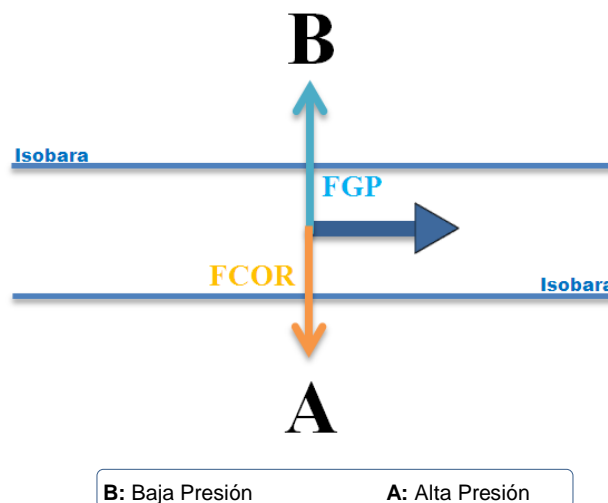 B
Isobara
FGP
FCOR
Isobara
A
B: Baja Presión A: Alta Presión